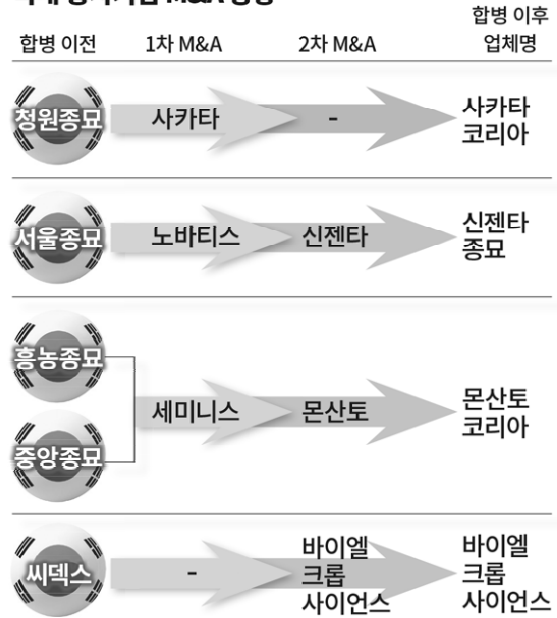 합병 이전
1차 M&A
2차 M&A
합병 이후
업체명
청원종묘
사카타
-
사카타
코리아
서울종묘
노바티스
신젠타
신젠타
종묘
흥농종묘
중앙종묘
세미니스
몬산토
몬산토
코리아
씨덱스
-
바이엘
크롭
사이언스
바이엘
크롭
사이언스